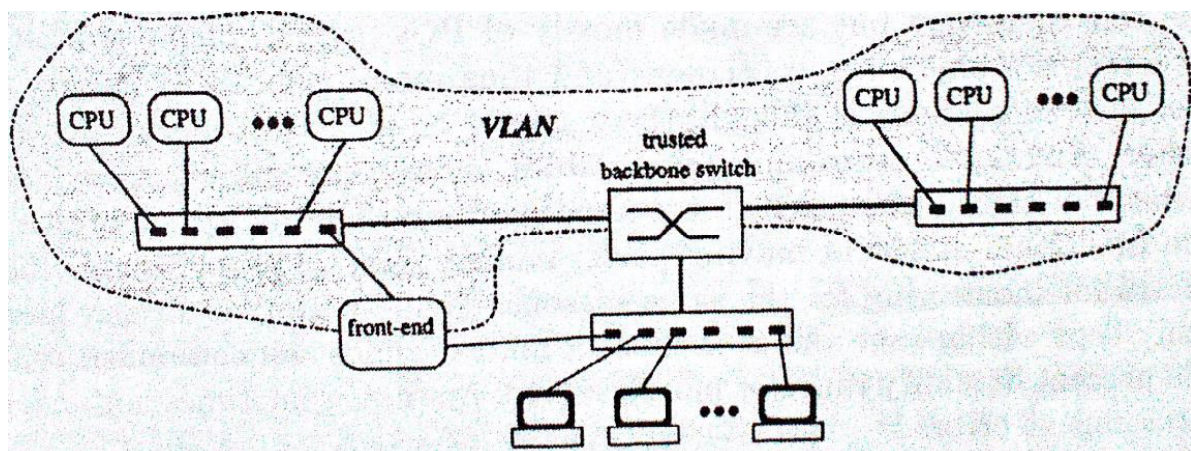 CPU
CPU
CPU
VLAN
trusted
backbone switch
CPU
CPU
CPU
front-end